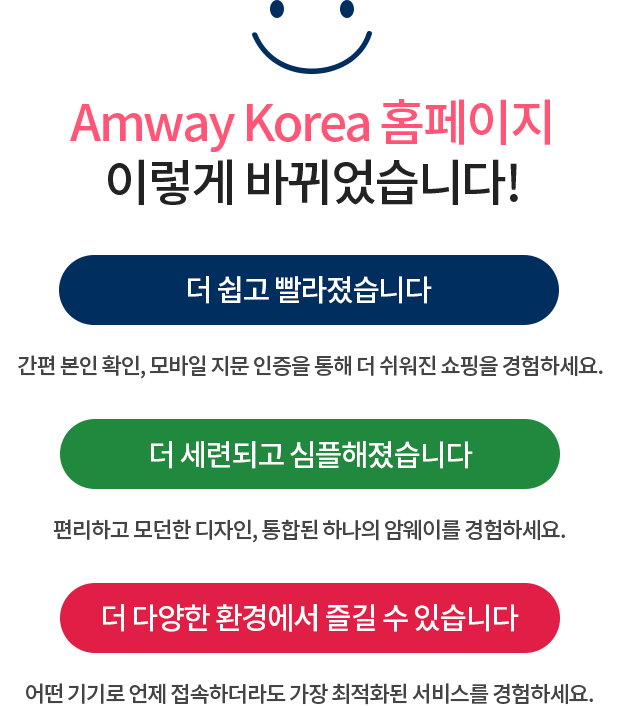 Amway Korea 홈페이지
이렇게 바뀌었습니다!
더 쉽고 빨라졌습니다
간편 본인 확인, 모바일 지문 인증을 통해 더 쉬워진 쇼핑을 경험하세요.
더 세련되고 심플해졌습니다
편리하고 모던한 디자인, 통합된 하나의 암웨이를 경험하세요.
더 다양한 환경에서 즐길 수 있습니다
어떤 기기로 언제 접속하더라도 가장 최적화된 서비스를 경험하세요.